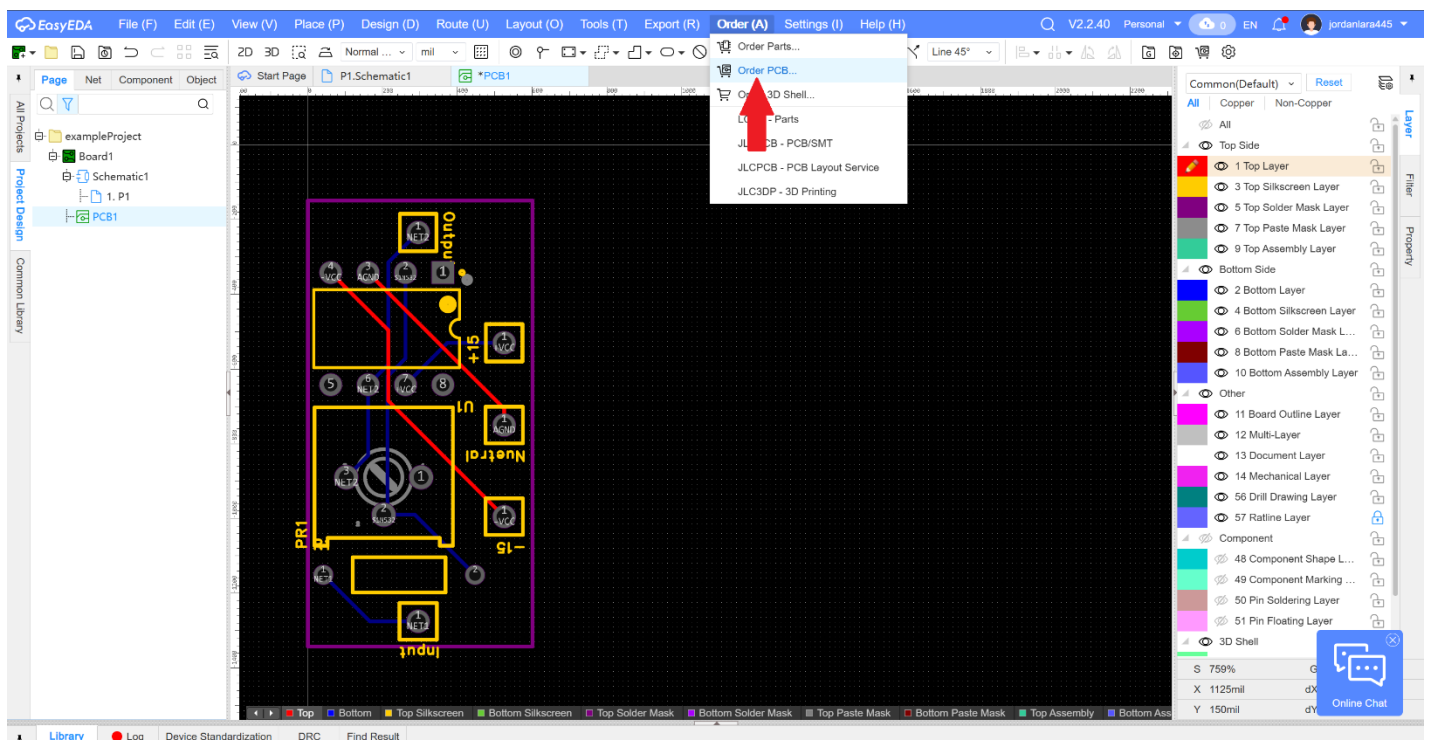 EasyEDA File (F) Edit (E) View (V) Place (P) Design (D) Route (U) Layout (O) Tools (T) Export (R) Order (A) Settings (I) Help (H) V2.2.40 Personal 0 EN jordanlara445
2D 3D Normal ... mil Line 45°
Order Parts...
Order PCB...
3D Shell...
- Parts
- PCB/SMT
JLCPCB - PCB Layout Service
JLC3DP - 3D Printing
Page Net Component Object
Start Page P1.Schematic1 *PCB1
All Projects
Project Design
Common Library
exampleProject
Board1
Schematic1
1. P1
PCB1
Output
1
NET2
4 3 2 1
-VCC AGND
+15
1
+VCC
5 6 7 8
NET2 +VCC
U1
1
AGND
Nuetral
3 1
NET2
2
1
-VCC
PR1
-15
1 2
NET1
1
NET1
Input
Common(Default) Reset
All Copper Non-Copper
All
Top Side
1 Top Layer
3 Top Silkscreen Layer
5 Top Solder Mask Layer
7 Top Paste Mask Layer
9 Top Assembly Layer
Bottom Side
2 Bottom Layer
4 Bottom Silkscreen Layer
6 Bottom Solder Mask L...
8 Bottom Paste Mask La...
10 Bottom Assembly Layer
Other
11 Board Outline Layer
12 Multi-Layer
13 Document Layer
14 Mechanical Layer
56 Drill Drawing Layer
57 Ratline Layer
Component
48 Component Shape L...
49 Component Marking ...
50 Pin Soldering Layer
51 Pin Floating Layer
3D Shell
Layer
Filter
Property
S 759% G
X 1125mil dX
Y 150mil dY
Online Chat
Top Bottom Top Silkscreen Bottom Silkscreen Top Solder Mask Bottom Solder Mask Top Paste Mask Bottom Paste Mask Top Assembly Bottom Ass
Library Log Device Standardization DRC Find Result